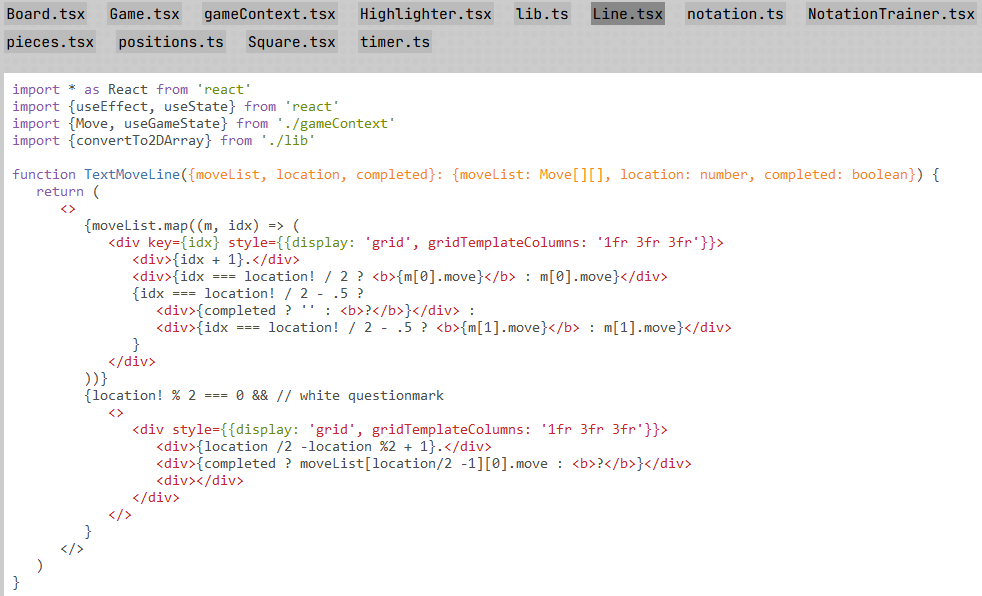 Board.tsx Game.tsx gameContext.tsx Highlighter.tsx lib.ts Line.tsx notation.ts NotationTrainer.tsx
pieces.tsx positions.ts Square.tsx timer.ts
import * as React from 'react'
import {useEffect, useState} from 'react'
import {Move, useGameState} from './gameContext'
import {convertTo2DArray} from './lib'
function TextMoveLine({moveList, location, completed}: {moveList: Move[][], location: number, completed: boolean}) {
return (
<>
{moveList.map((m, idx) => (
<div key={idx} style={{display: 'grid', gridTemplateColumns: '1fr 3fr 3fr'}}>
<div>{idx + 1}.</div>
<div>{idx === location! / 2 ? <b>{m[0].move}</b> : m[0].move}</div>
{idx === location! / 2 - .5 ?
<div>{completed ? '' : <b>?</b>}</div> :
<div>{idx === location! / 2 - .5 ? <b>{m[1].move}</b> : m[1].move}</div>
}
</div>
))}
{location! % 2 === 0 && // white questionmark
<>
<div style={{display: 'grid', gridTemplateColumns: '1fr 3fr 3fr'}}>
<div>{location /2 -location %2 + 1}.</div>
<div>{completed ? moveList[location/2 -1][0].move : <b>?</b>}</div>
<div></div>
</div>
</>
}
</>
)
}